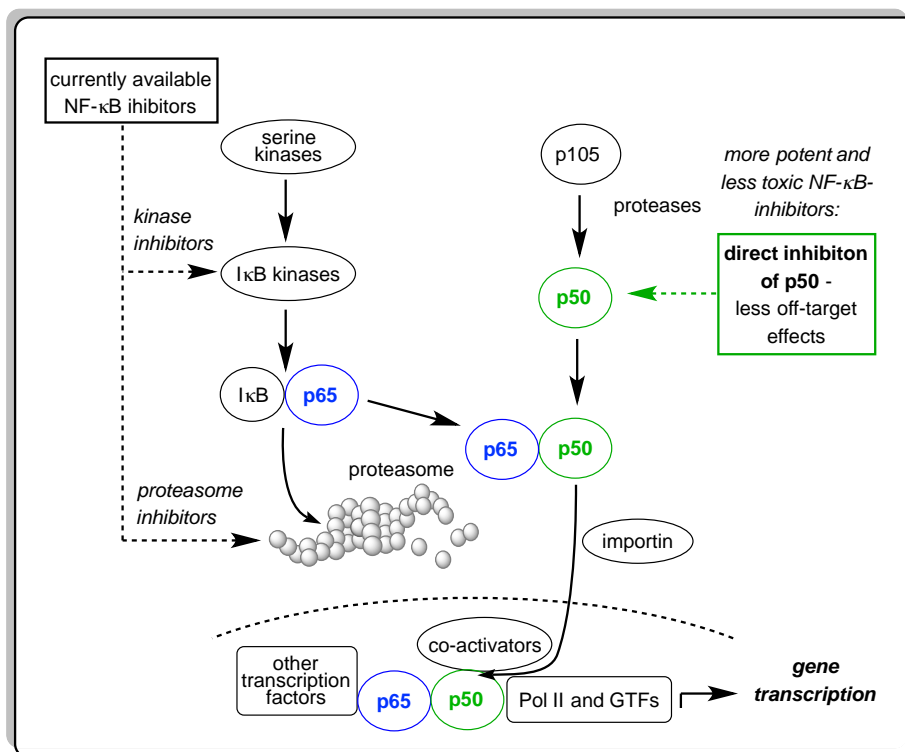 currently available
NF-κB ihibitors
serine
kinases
p105
more potent and
less toxic NF-κB-
inhibitors:
proteases
kinase
inhibitors
IκB kinases
p50
direct inhibiton
of p50 -
less off-target
effects
IκB
p65
p65
p50
proteasome
proteasome
inhibitors
importin
co-activators
other
transcription
factors
p65
p50
Pol II and GTFs
gene
transcription